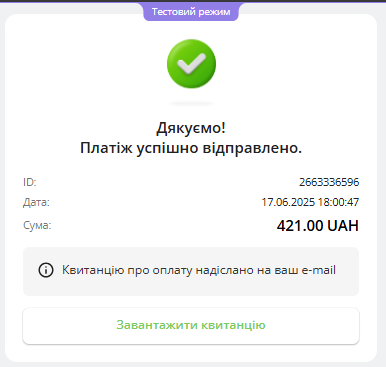 Тестовий режим
Дякуємо!
Платіж успішно відправлено.
ID: 2663336596
Дата: 17.06.2025 18:00:47
Сума: 421.00 UAH
Квитанцію про оплату надіслано на ваш e-mail
Завантажити квитанцію